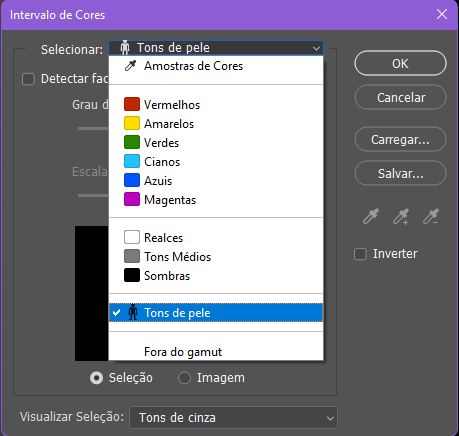 Intervalo de Cores
Selecionar: Tons de pele
Amostras de Cores
Detectar fac
Vermelhos
Grau d
Amarelos
Verdes
Cianos
Escala
Azuis
Magentas
Realces
Tons Médios
Sombras
Tons de pele
Fora do gamut
Seleção Imagem
Visualizar Seleção: Tons de cinza
OK
Cancelar
Carregar...
Salvar...
Inverter